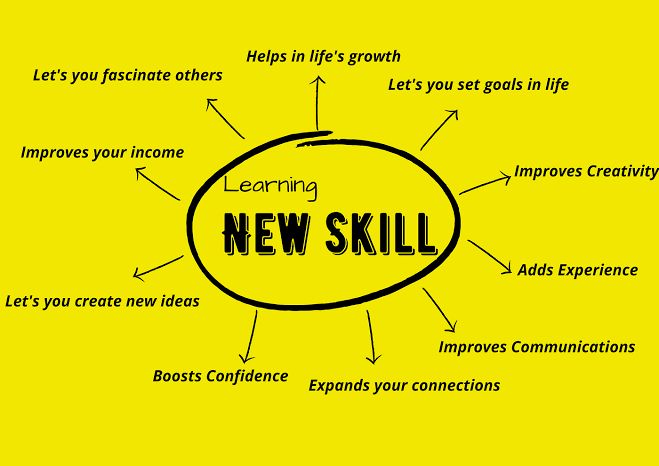 Helps in life's growth
Let's you fascinate others
Let's you set goals in life
Improves your income
Improves Creativity
Learning
NEW SKILL
Adds Experience
Let's you create new ideas
Improves Communications
Boosts Confidence
Expands your connections